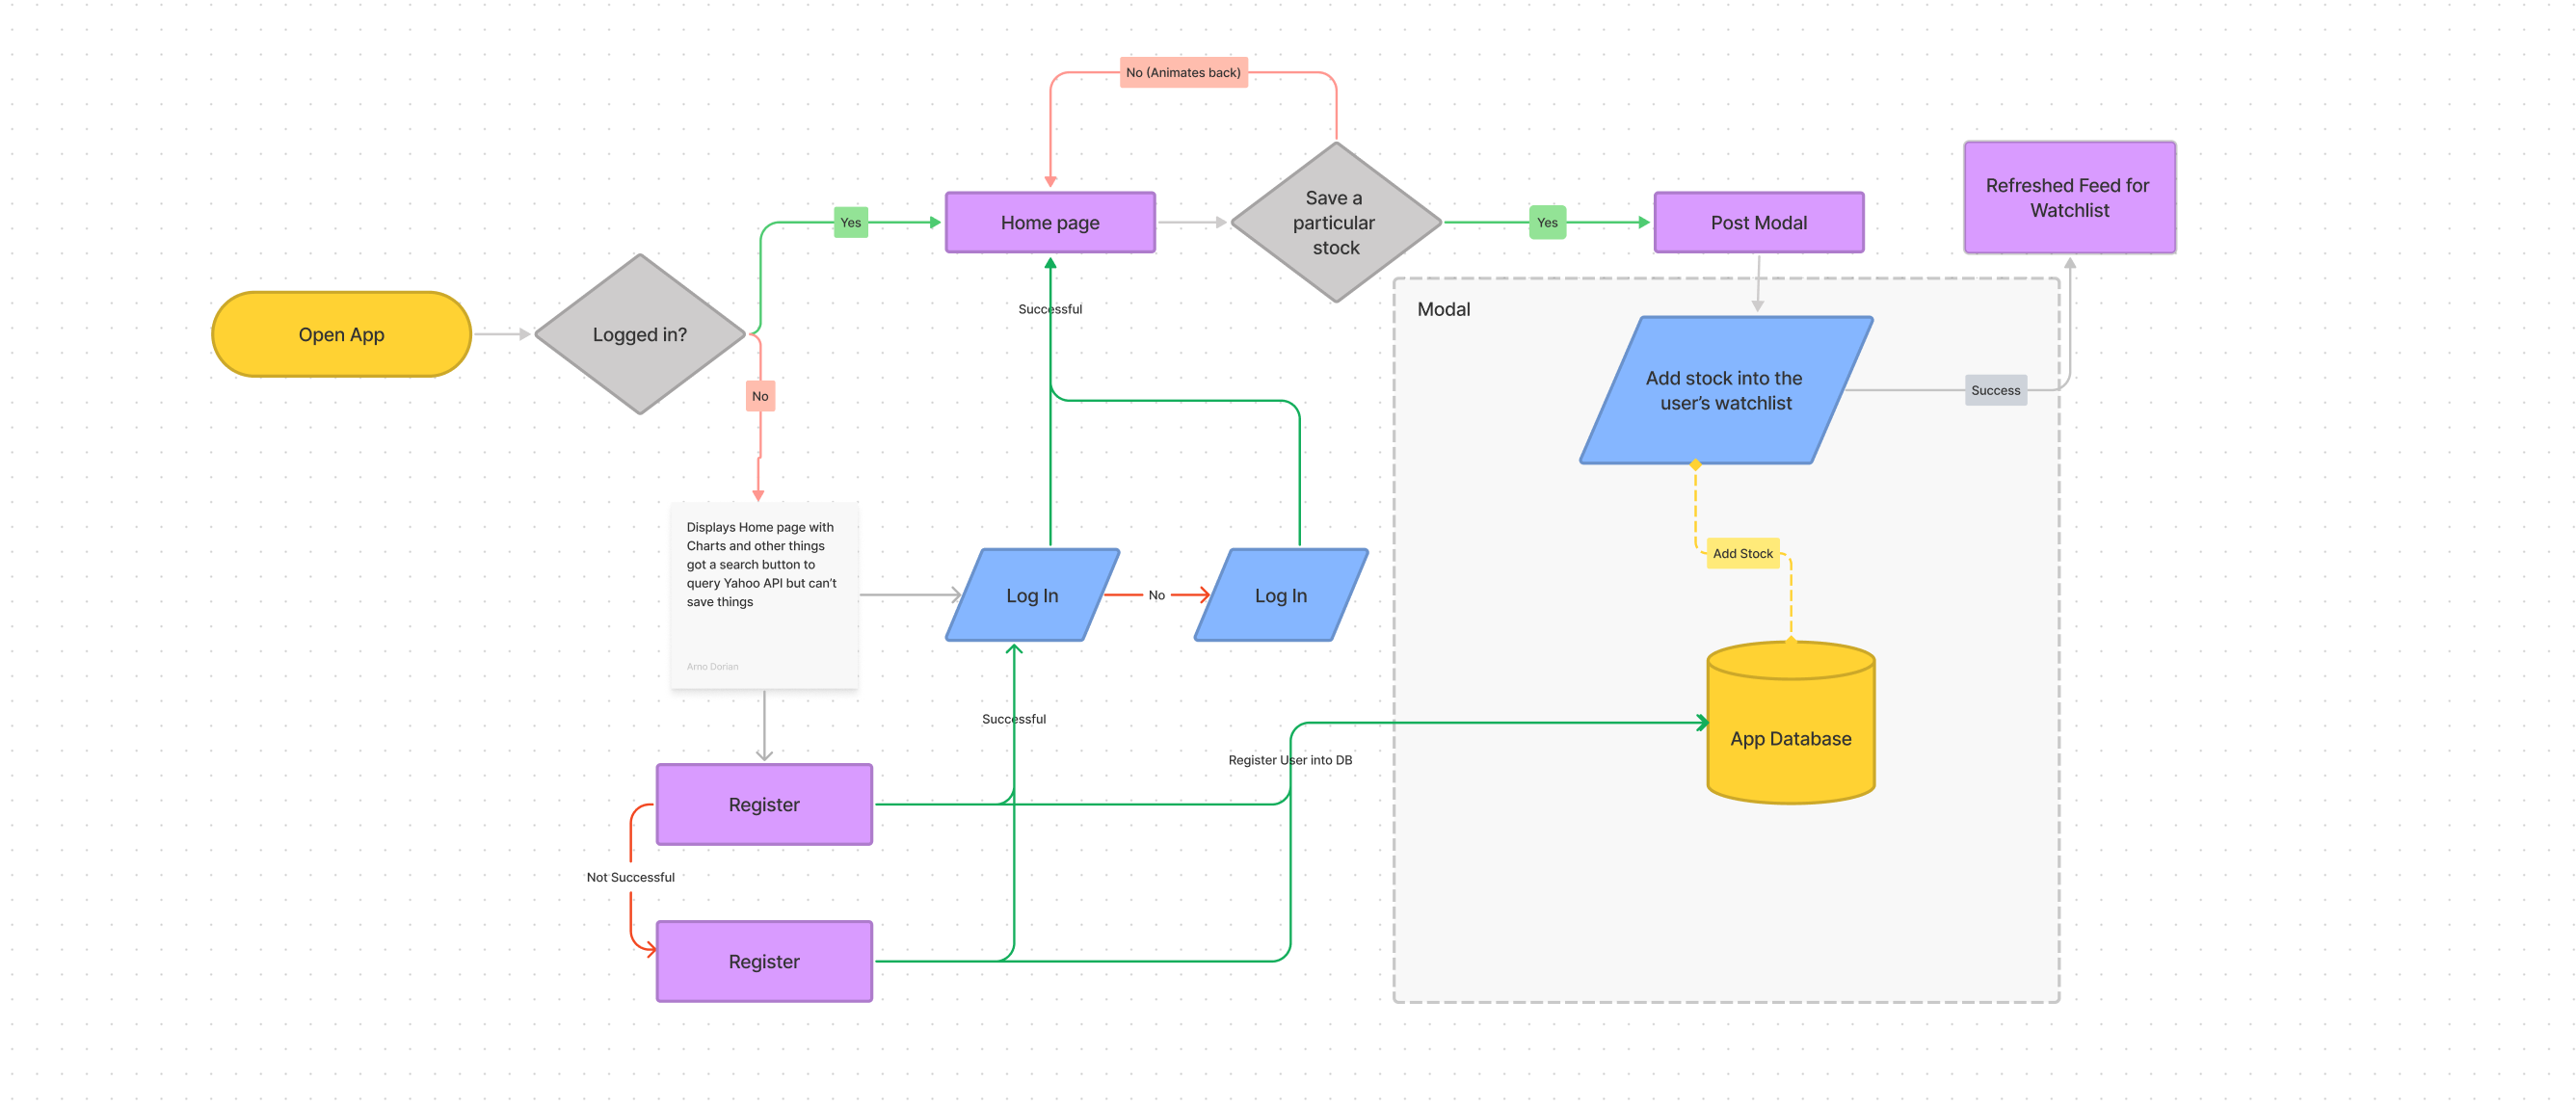 No (Animates back)
Home page
Yes
Save a
particular
stock
Yes
Post Modal
Refreshed Feed for
Watchlist
Open App
Logged in?
No
Successful
Modal
Add stock into the
user’s watchlist
Success
Displays Home page with
Charts and other things
got a search button to
query Yahoo API but can’t
save things
Arno Dorian
Log In
No
Log In
Add Stock
Successful
Register User into DB
App Database
Register
Not Successful
Register